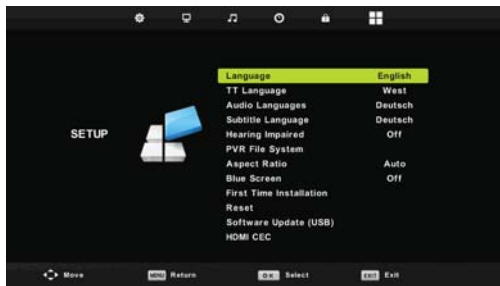 SETUP
Language English
TT Language West
Audio Languages Deutsch
Subtitle Language Deutsch
Hearing Impaired Off
PVR File System
Aspect Ratio Auto
Blue Screen Off
First Time Installation
Reset
Software Update (USB)
HDMI CEC
Move MENU Return OK Select EXIT Exit